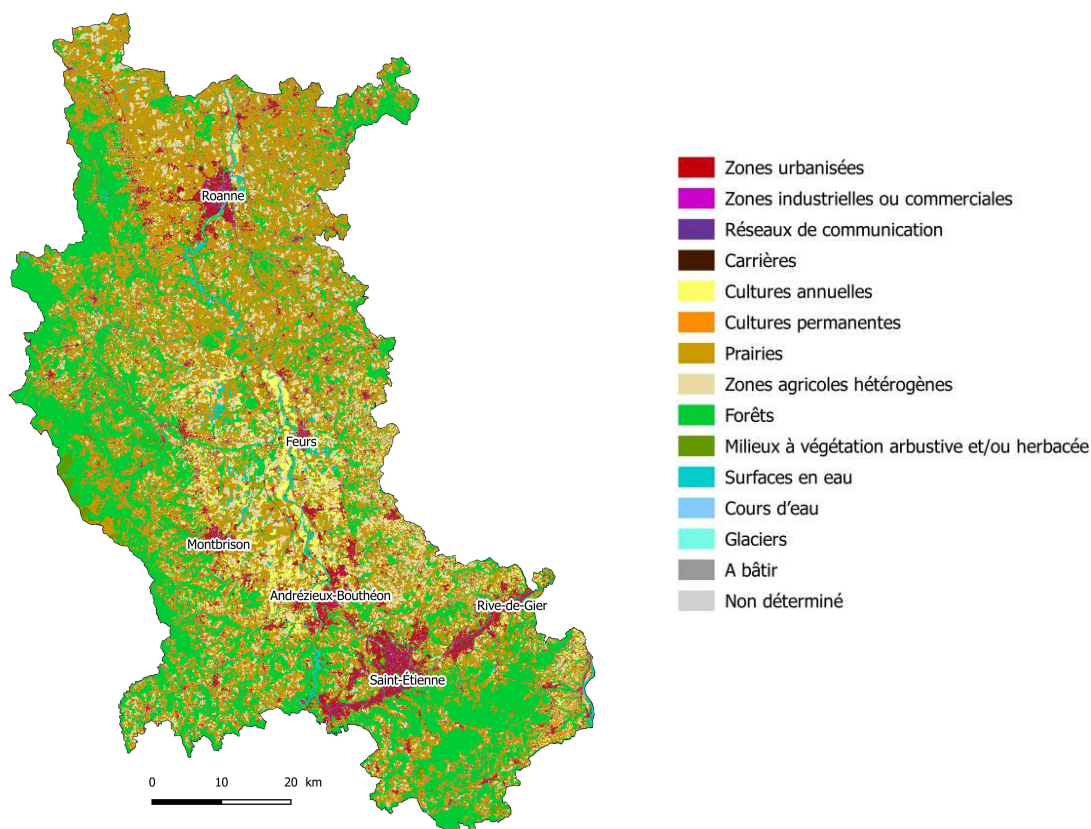 Roanne
Feurs
Montbrison
Andrézieux-Bouthéon
Rive-de-Gier
Saint-Étienne
0 10 20 km
Zones urbanisées
Zones industrielles ou commerciales
Réseaux de communication
Carrières
Cultures annuelles
Cultures permanentes
Prairies
Zones agricoles hétérogènes
Forêts
Milieux à végétation arbustive et/ou herbacée
Surfaces en eau
Cours d'eau
Glaciers
A bâtir
Non déterminé